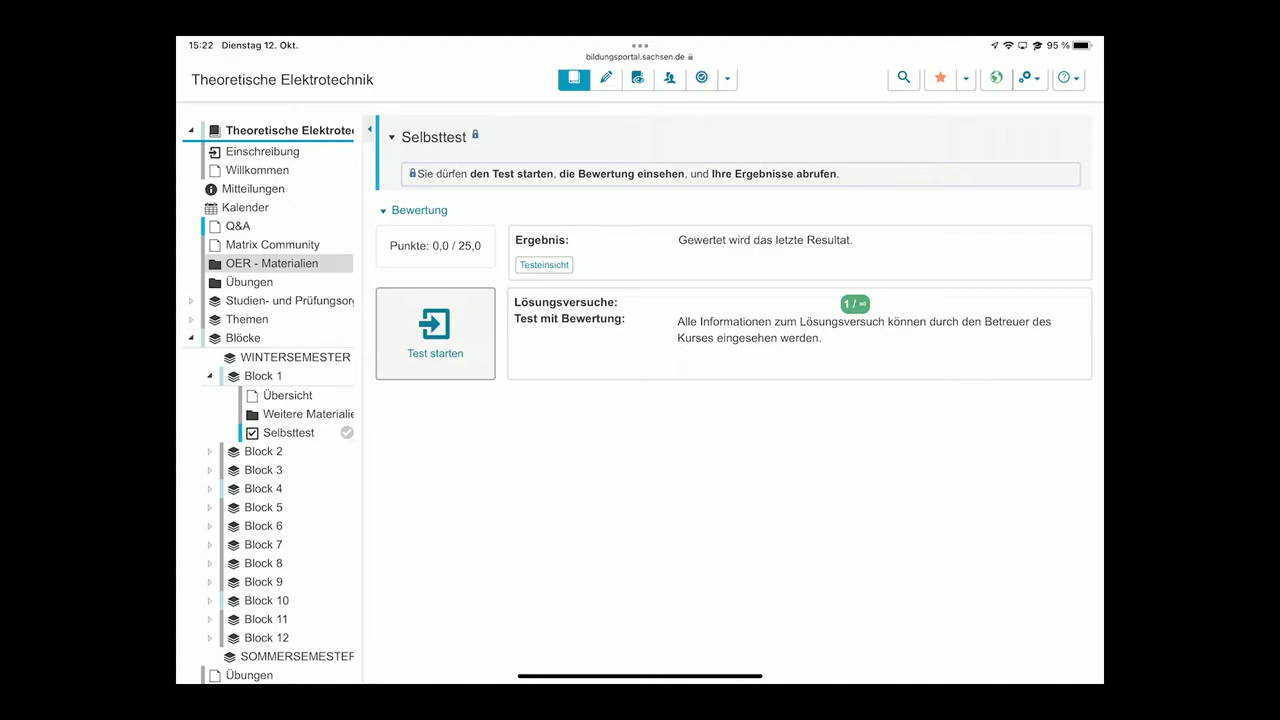 15:22 Dienstag 12. Okt.
95 %
bildungsportal.sachsen.de
Theoretische Elektrotechnik
Theoretische Elektrote
Einschreibung
Willkommen
Mitteilungen
Kalender
Q&A
Matrix Community
OER - Materialien
Übungen
Studien- und Prüfungsor
Themen
Blöcke
WINTERSEMESTER
Block 1
Übersicht
Weitere Materialie
Selbsttest
Block 2
Block 3
Block 4
Block 5
Block 6
Block 7
Block 8
Block 9
Block 10
Block 11
Block 12
SOMMERSEMESTER
Übungen
Selbsttest
Sie dürfen den Test starten, die Bewertung einsehen, und Ihre Ergebnisse abrufen.
Bewertung
Punkte: 0,0 / 25,0
Ergebnis: Gewertet wird das letzte Resultat.
Testeinsicht
Test starten
Lösungsversuche: 1 / ∞
Test mit Bewertung: Alle Informationen zum Lösungsversuch können durch den Betreuer des
Kurses eingesehen werden.